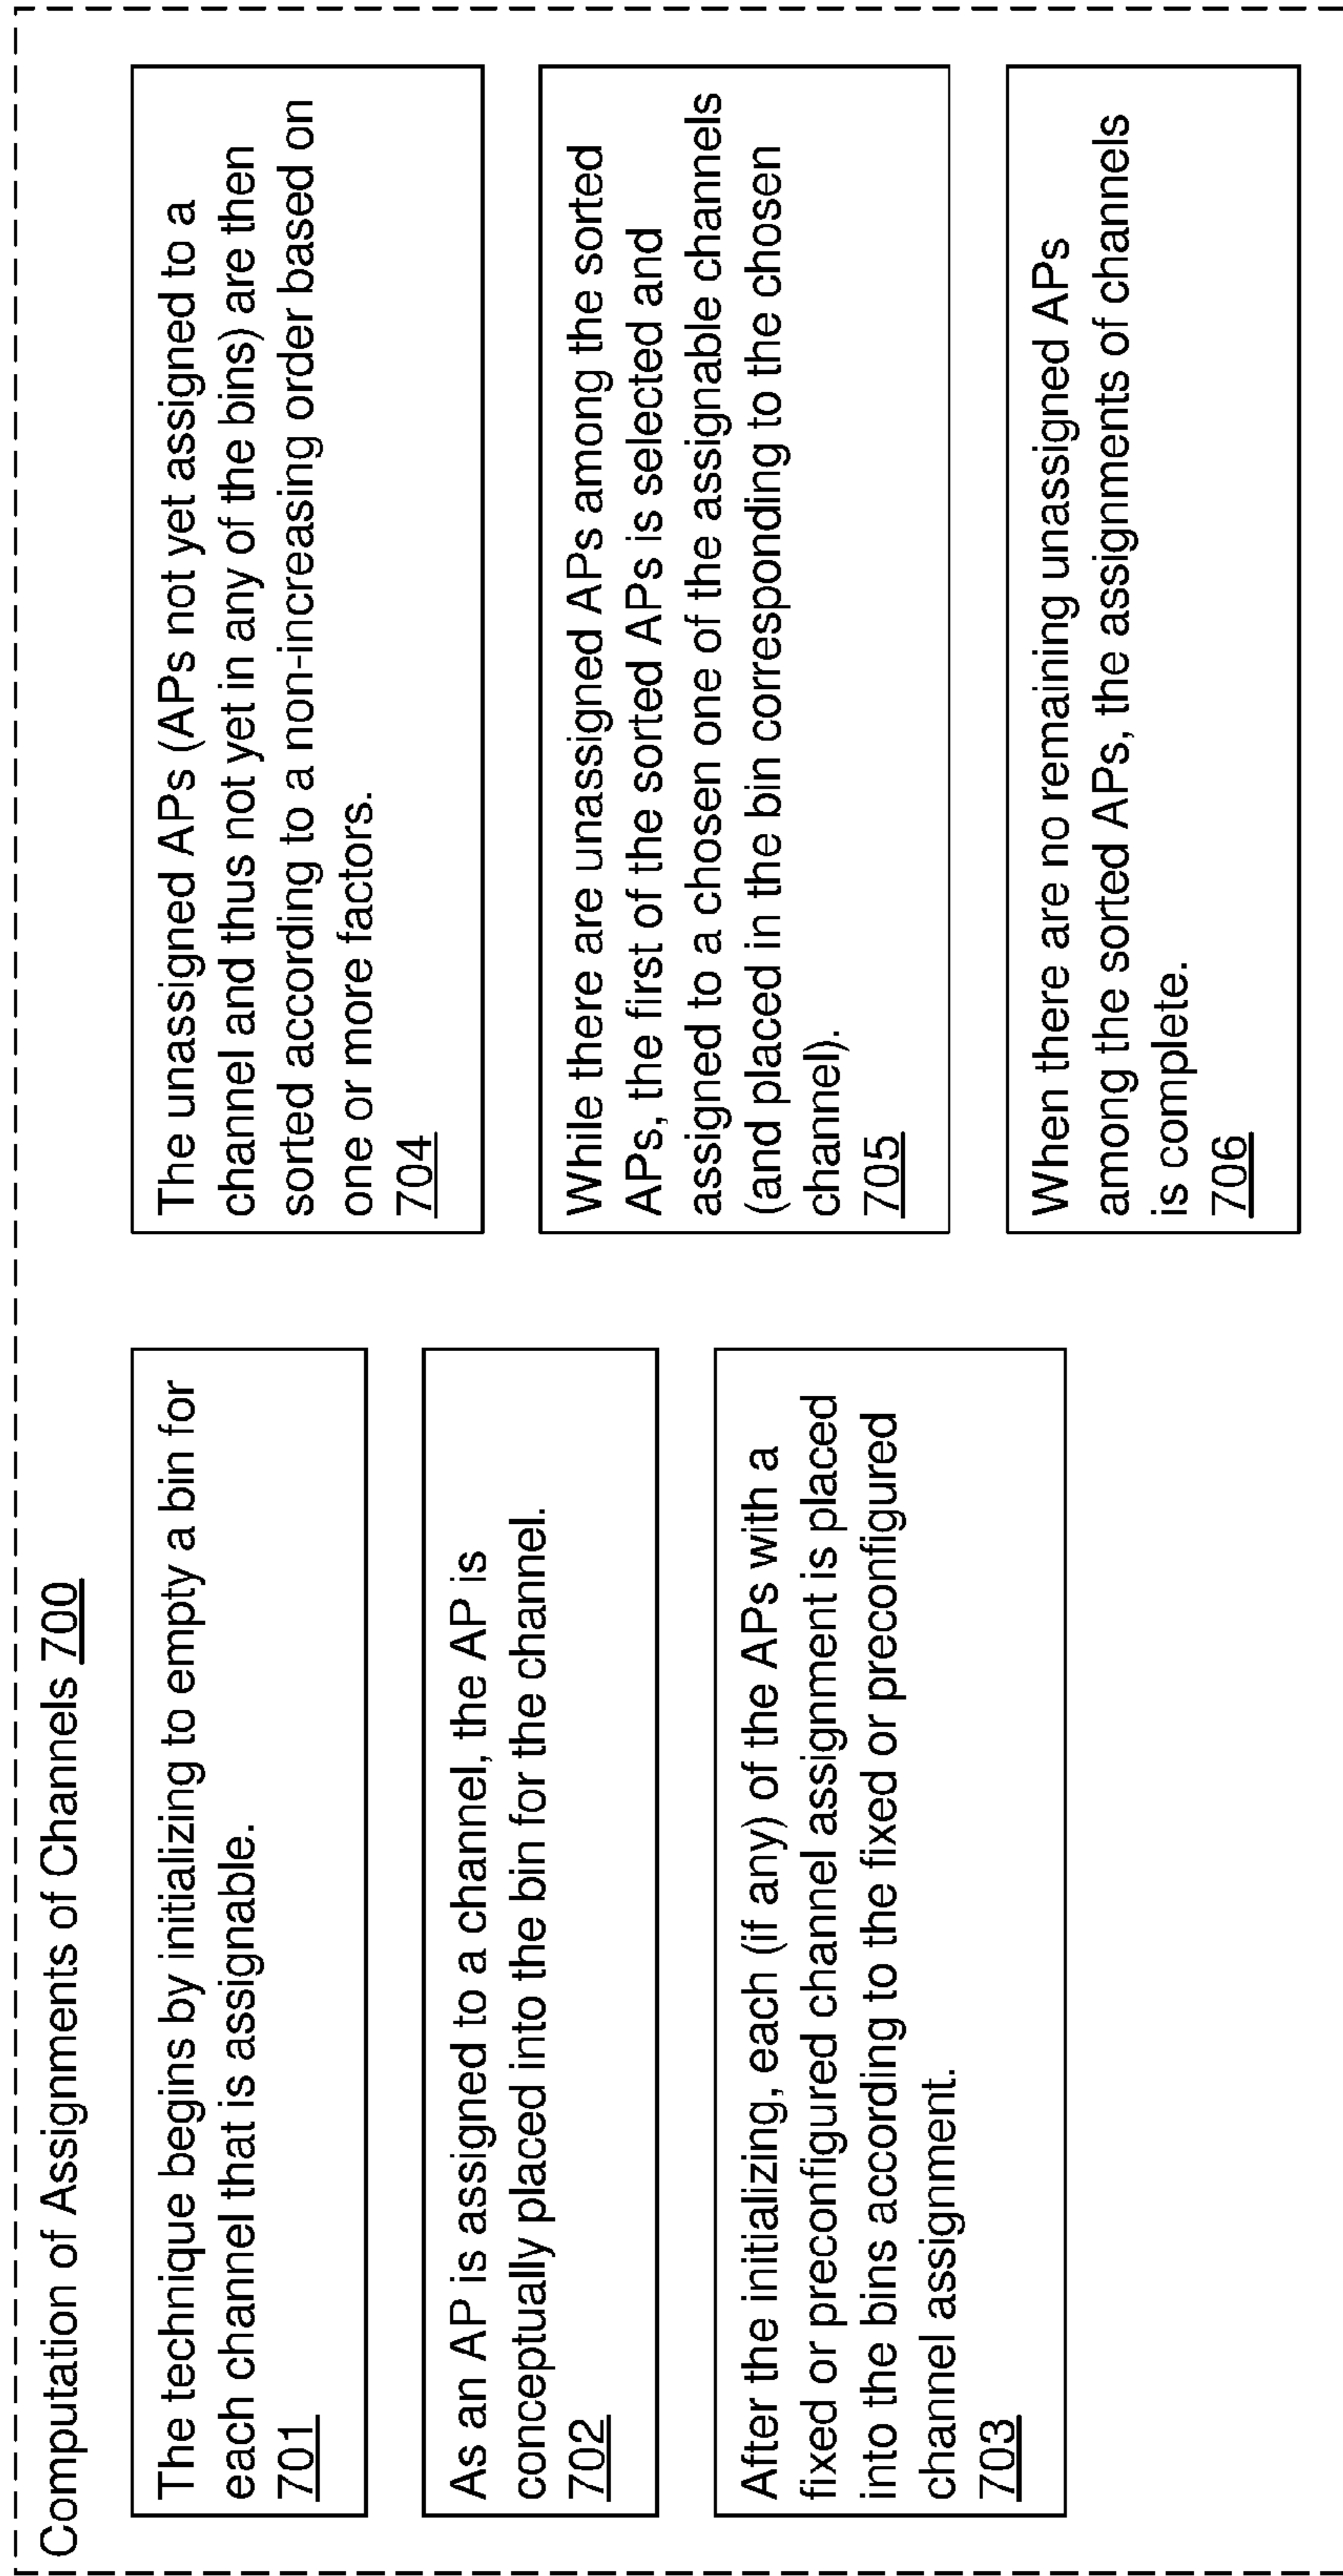 Computation of Assignments of Channels 700
The technique begins by initializing to empty a bin for
each channel that is assignable.
701
As an AP is assigned to a channel, the AP is
conceptually placed into the bin for the channel.
702
After the initializing, each (if any) of the APs with a
fixed or preconfigured channel assignment is placed
into the bins according to the fixed or preconfigured
channel assignment.
703
The unassigned APs (APs not yet assigned to a
channel and thus not yet in any of the bins) are then
sorted according to a non-increasing order based on
one or more factors.
704
While there are unassigned APs among the sorted
APs, the first of the sorted APs is selected and
assigned to a chosen one of the assignable channels
(and placed in the bin corresponding to the chosen
channel).
705
When there are no remaining unassigned APs
among the sorted APs, the assignments of channels
is complete.
706